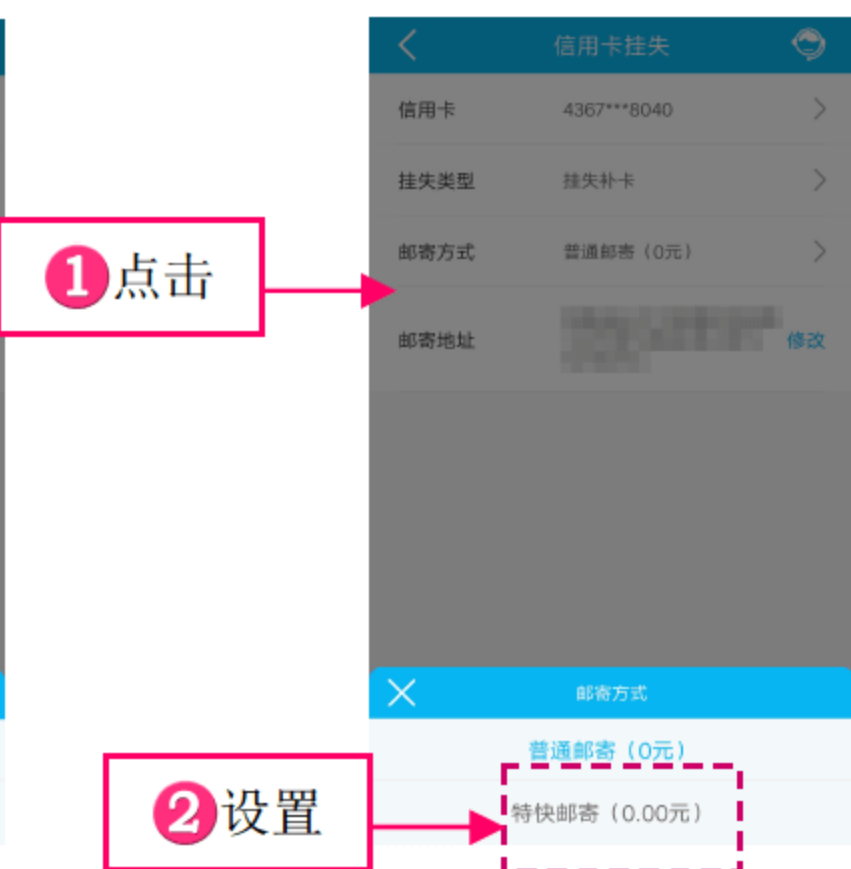 信用卡挂失
信用卡 4367***8040
挂失类型 挂失补卡
❶点击
邮寄方式 普通邮寄（0元）
邮寄地址 修改
邮寄方式
普通邮寄（0元）
❷设置
特快邮寄（0.00元）